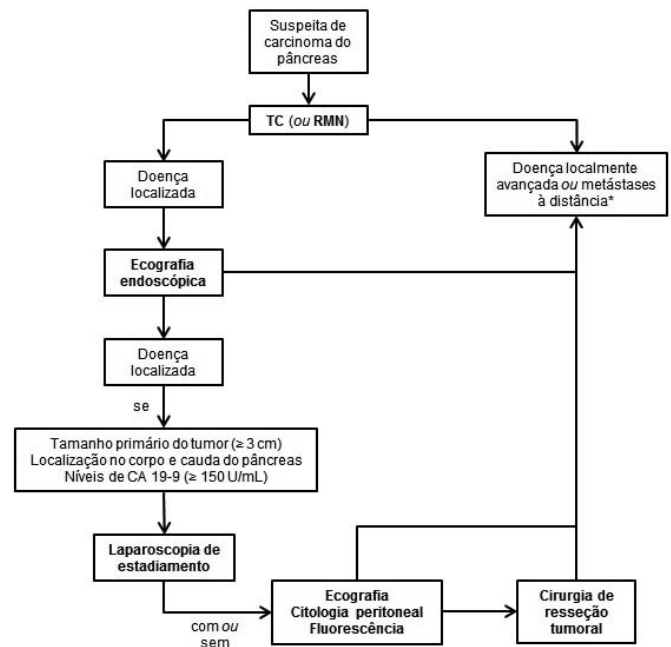 Suspeita de
carcinoma do
pâncreas
TC (ou RMN)
Doença
localizada
Doença localmente
avançada ou metástases
à distância*
Ecografia
endoscópica
Doença
localizada
se
Tamanho primário do tumor (≥ 3 cm)
Localização no corpo e cauda do pâncreas
Níveis de CA 19-9 (≥ 150 U/mL)
Laparoscopia de
estadiamento
com ou
sem
Ecografia
Citologia peritoneal
Fluorescência
Cirurgia de
resseção
tumoral